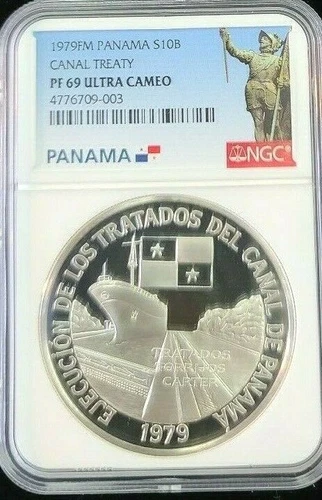 1979FM PANAMA S10B
CANAL TREATY
PF 69 ULTRA CAMEO
4776709-003
PANAMA
NGC
EJECUCIÓN DE LOS TRATADOS DEL CANAL DE PANAMÁ
TRATADOS
TORRIJOS
CARTER
1979